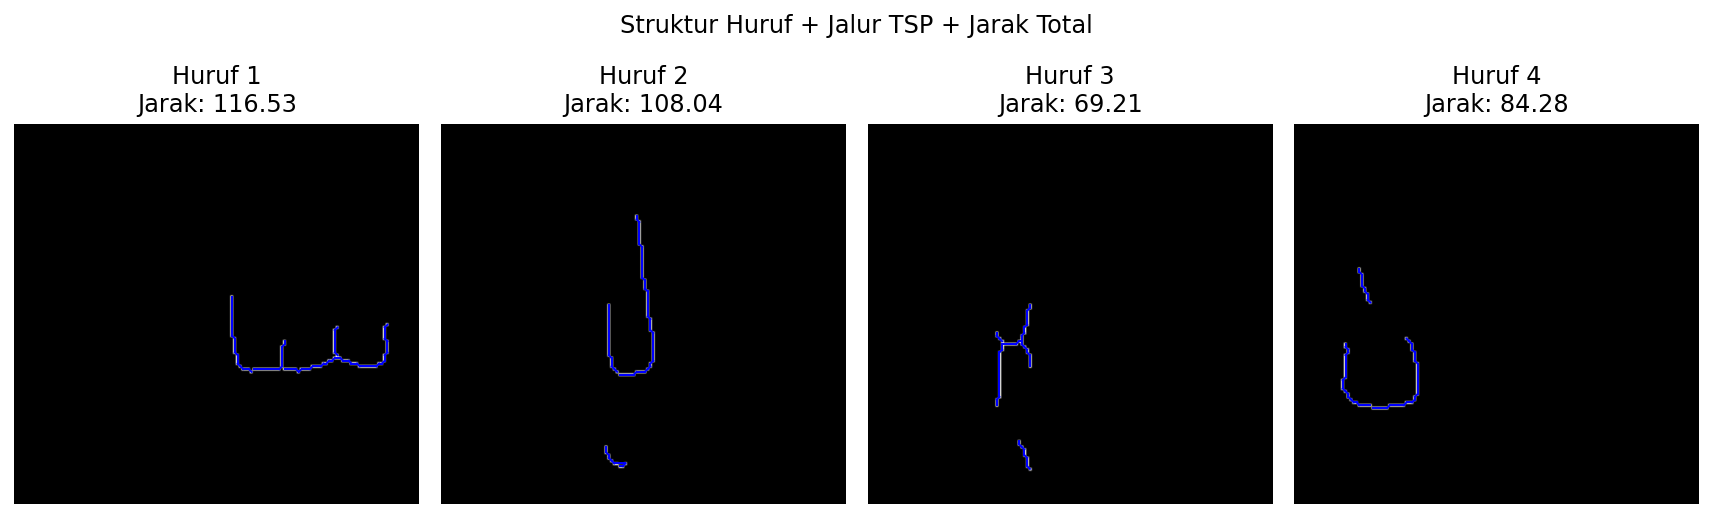 Struktur Huruf + Jalur TSP + Jarak Total
Huruf 1
Jarak: 116.53
Huruf 2
Jarak: 108.04
Huruf 3
Jarak: 69.21
Huruf 4
Jarak: 84.28